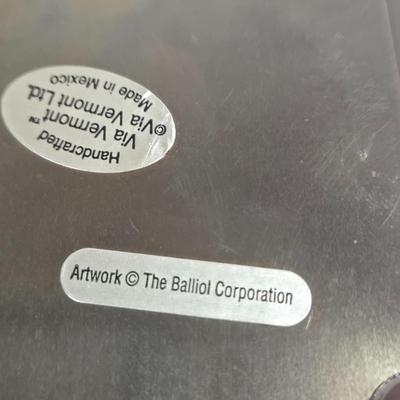 Handcrafted
Via Vermont™
©Via Vermont Ltd.
Made in Mexico
Artwork © The Balliol Corporation